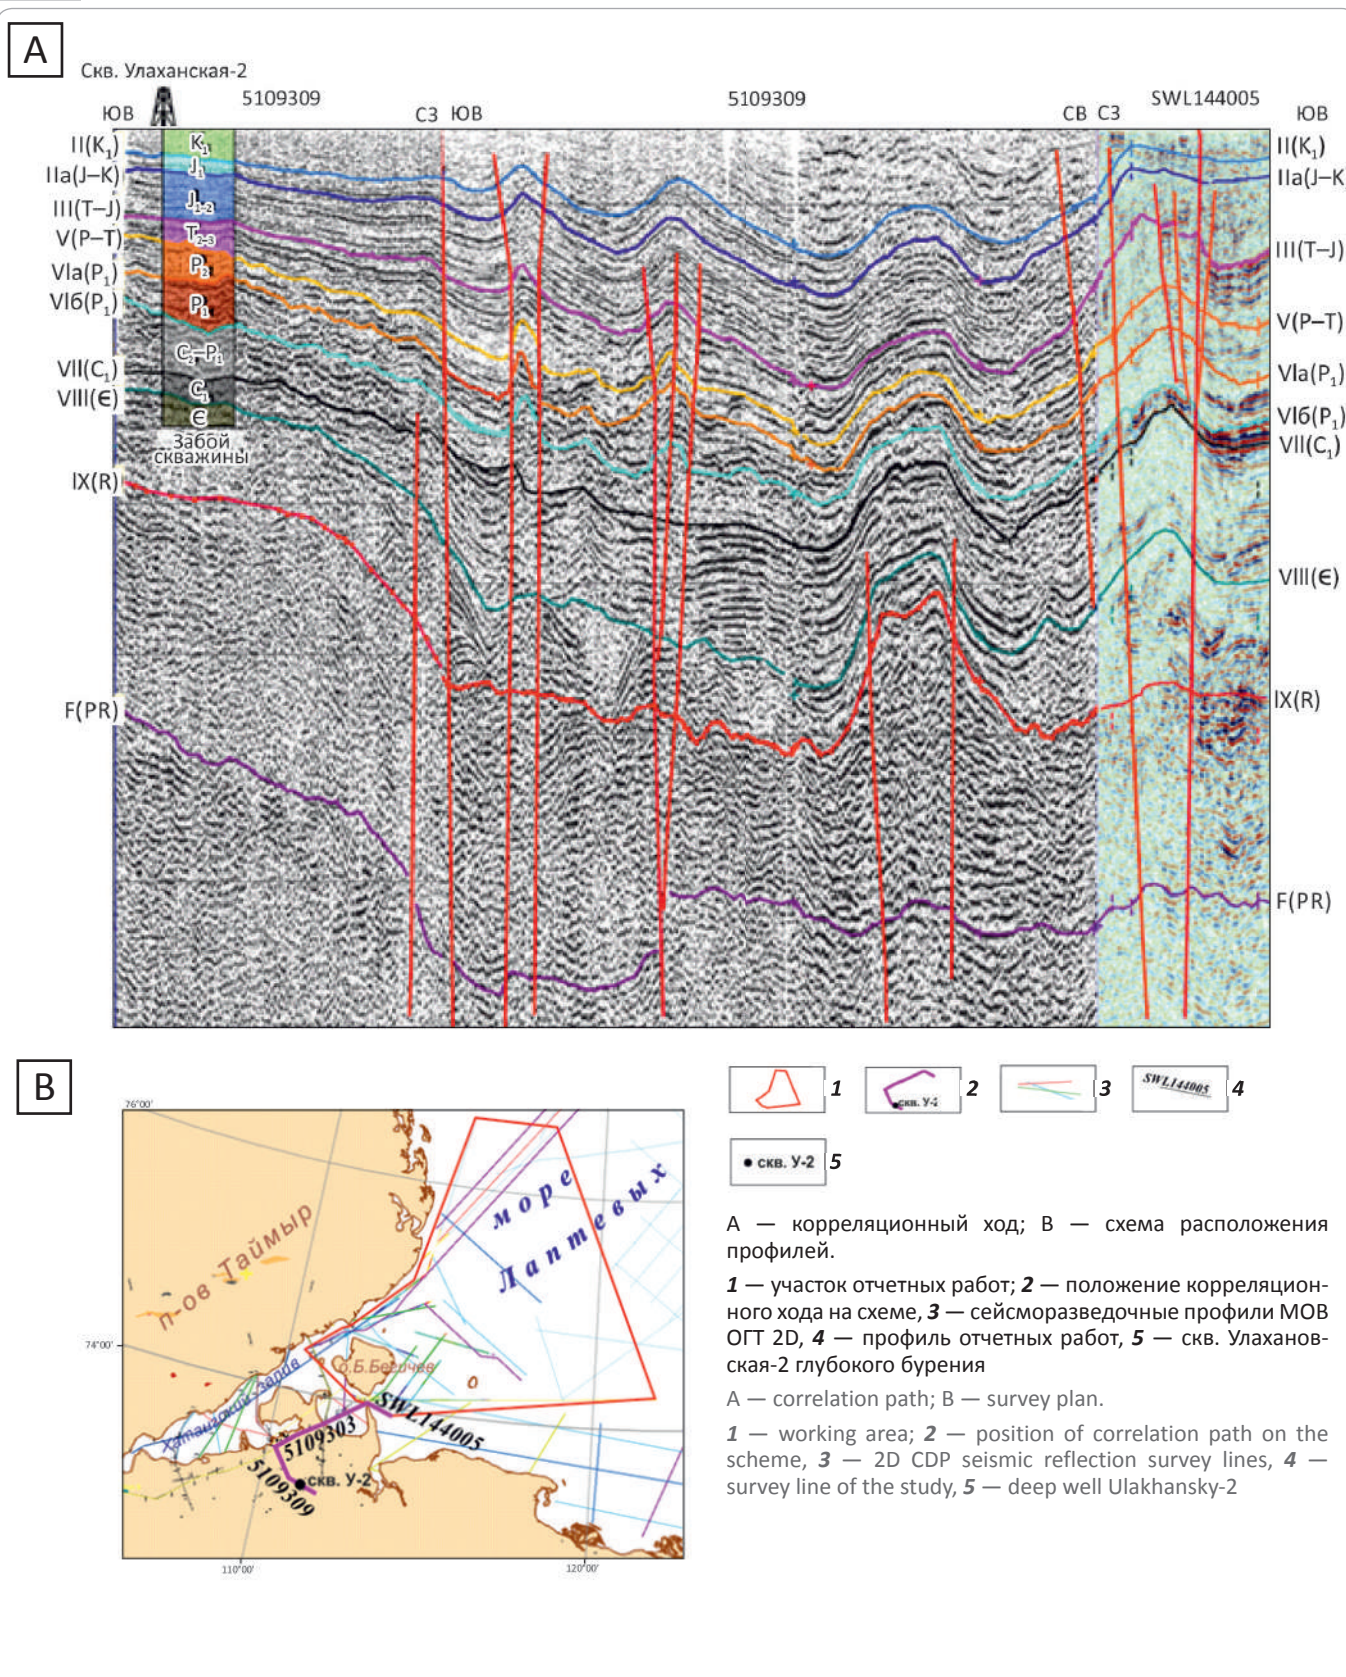 A
Скв. Улаханская-2
5109309
5109309
SWL144005
ЮВ
СЗ
ЮВ
СВ
СЗ
ЮВ
II(K₁)
IIa(J–K)
III(T–J)
V(P–T)
VIa(P₁)
VIб(P₁)
VII(C₁)
VIII(Є)
IX(R)
F(PR)
K₁
J₁
J₁₋₂
T₂₋₃
P₂
P₁
C₂–P₁
C₁
Є
Забой
скважины
II(K₁)
IIa(J–K
III(T–J)
V(P–T)
VIa(P₁)
VIб(P₁)
VII(C₁)
VIII(Є)
IX(R)
F(PR)
B
76°00'
74°00'
110°00'
120°00'
п-ов Таймыр
море
Лаптевых
о.Б.Бегичев
Хатангский залив
SWL144005
5109303
5109309
скв. У-2
1
скв. У-2
2
3
SWL144005
4
скв. У-2
5
А — корреляционный ход; В — схема расположения
профилей.
1 — участок отчетных работ; 2 — положение корреляцион-
ного хода на схеме, 3 — сейсморазведочные профили МОВ
ОГТ 2D, 4 — профиль отчетных работ, 5 — скв. Улаханов-
ская-2 глубокого бурения
A — correlation path; B — survey plan.
1 — working area; 2 — position of correlation path on the
scheme, 3 — 2D CDP seismic reflection survey lines, 4 —
survey line of the study, 5 — deep well Ulakhansky-2